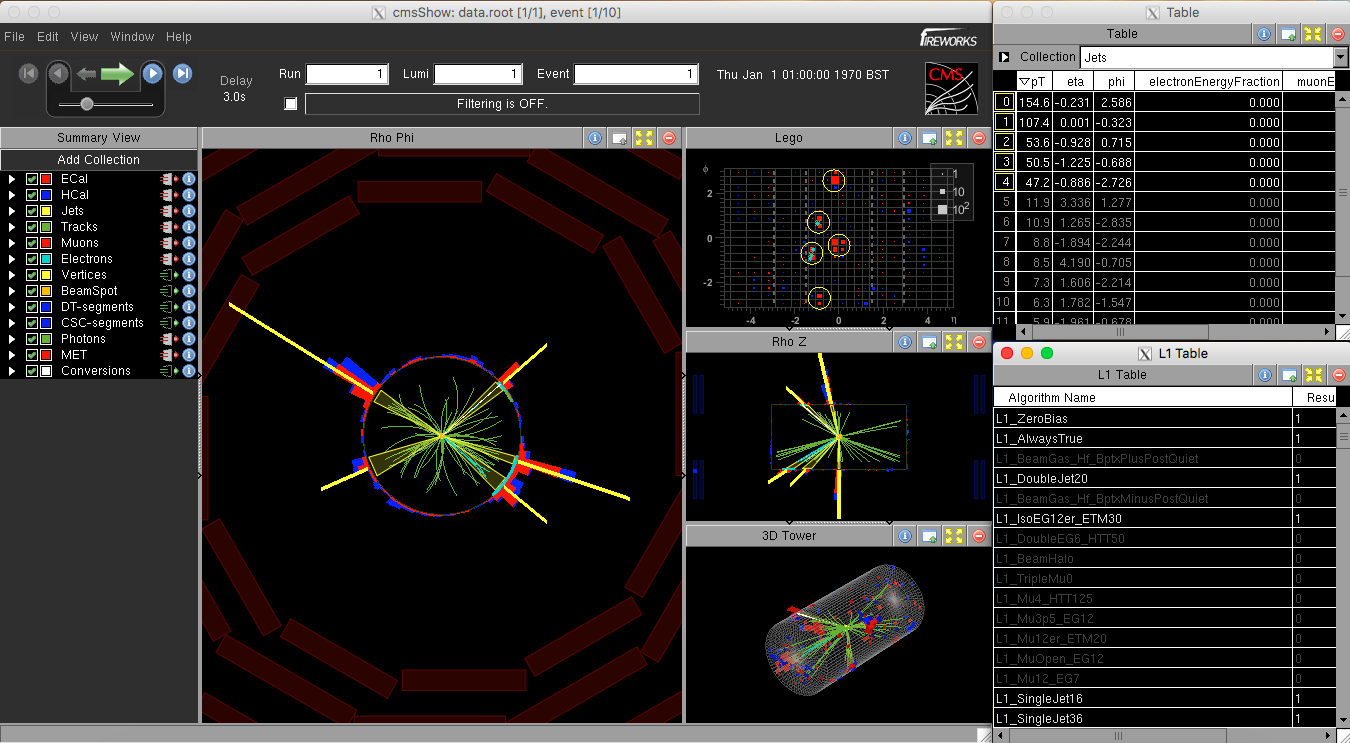 cmsShow: data.root [1/1], event [1/10]
File Edit View Window Help
FIREWORKS
Delay
3.0s
Run 1 Lumi 1 Event 1 Thu Jan 1 01:00:00 1970 BST
Filtering is OFF.
CMS
Summary View
Add Collection
ECal
HCal
Jets
Tracks
Muons
Electrons
Vertices
BeamSpot
DT-segments
CSC-segments
Photons
MET
Conversions
Rho Phi
Lego
ϕ
2
0
-2
-4 -2 0 2 4 η
1
10
10²
Rho Z
3D Tower
Table
Table
Collection Jets
pT eta phi electronEnergyFraction muonE
0 154.6 -0.231 2.586 0.000
1 107.4 0.001 -0.323 0.000
2 53.6 -0.928 0.715 0.000
3 50.5 -1.225 -0.688 0.000
4 47.2 -0.886 -2.726 0.000
5 11.9 3.336 1.277 0.000
6 10.9 1.265 -2.835 0.000
7 8.8 -1.894 -2.244 0.000
8 8.5 4.190 -0.705 0.000
9 7.3 1.606 -2.214 0.000
10 6.3 1.782 -1.547 0.000
11 5.9 -1.961 -0.678 0.000
L1 Table
L1 Table
Algorithm Name Resu
L1_ZeroBias 1
L1_AlwaysTrue 1
L1_BeamGas_Hf_BptxPlusPostQuiet 0
L1_DoubleJet20 1
L1_BeamGas_Hf_BptxMinusPostQuiet 0
L1_IsoEG12er_ETM30 1
L1_DoubleEG6_HTT50 0
L1_BeamHalo 0
L1_TripleMu0 0
L1_Mu4_HTT125 0
L1_Mu3p5_EG12 0
L1_Mu12er_ETM20 0
L1_MuOpen_EG12 0
L1_Mu12_EG7 0
L1_SingleJet16 1
L1_SingleJet36 1